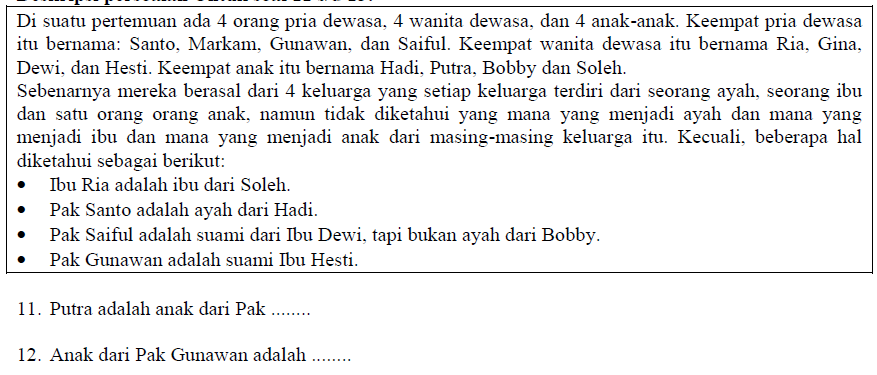 Di suatu pertemuan ada 4 orang pria dewasa, 4 wanita dewasa, dan 4 anak-anak. Keempat pria dewasa
itu bernama: Santo, Markam, Gunawan, dan Saiful. Keempat wanita dewasa itu bernama Ria, Gina,
Dewi, dan Hesti. Keempat anak itu bernama Hadi, Putra, Bobby dan Soleh.
Sebenarnya mereka berasal dari 4 keluarga yang setiap keluarga terdiri dari seorang ayah, seorang ibu
dan satu orang orang anak, namun tidak diketahui yang mana yang menjadi ayah dan mana yang
menjadi ibu dan mana yang menjadi anak dari masing-masing keluarga itu. Kecuali, beberapa hal
diketahui sebagai berikut:
• Ibu Ria adalah ibu dari Soleh.
• Pak Santo adalah ayah dari Hadi.
• Pak Saiful adalah suami dari Ibu Dewi, tapi bukan ayah dari Bobby.
• Pak Gunawan adalah suami Ibu Hesti.
11. Putra adalah anak dari Pak ........
12. Anak dari Pak Gunawan adalah ........